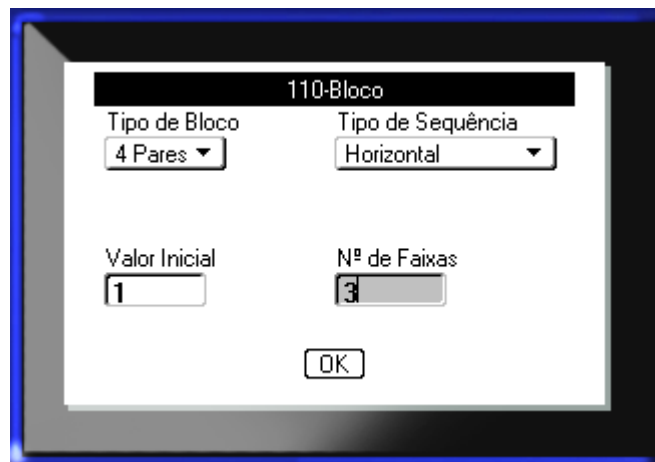 110-Bloco
Tipo de Bloco
Tipo de Sequência
4 Pares
Horizontal
Valor Inicial
Nº de Faixas
1
3
OK